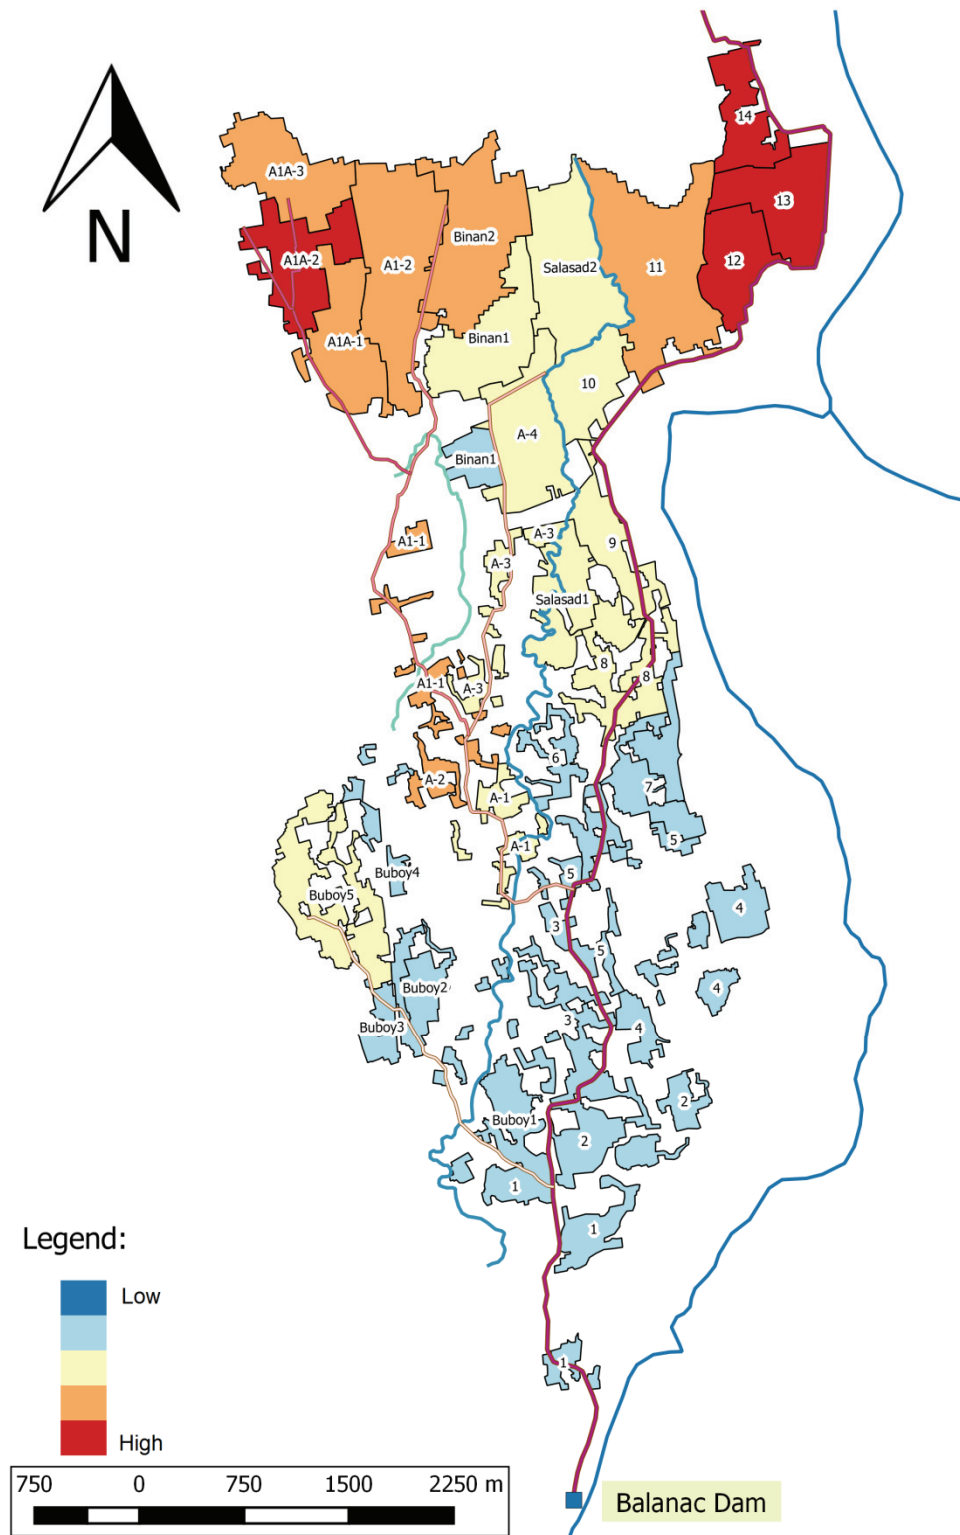 14
A1A-3
13
N
Binan2
A1A-2
A1-2
12
11
Salasad2
A1A-1
Binan1
10
A-4
Binan1
A1-1
A-3
9
A-3
Salasad1
8
8
A1-1
A-3
6
A-2
7
A-1
5
A-1
Buboy4
5
Buboy5
4
3
5
Buboy2
4
3
Buboy3
4
2
Buboy1
2
1
1
Legend:
Low
1
High
750 0 750 1500 2250 m
Balanac Dam